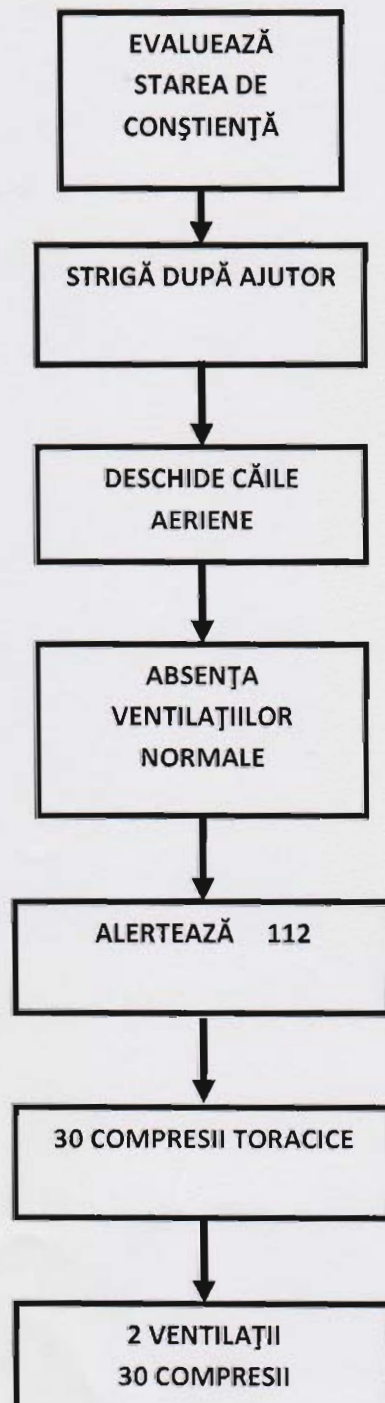 EVALUEAZĂ
STAREA DE
CONŞTIENŢĂ
STRIGĂ DUPĂ AJUTOR
DESCHIDE CĂILE
AERIENE
ABSENŢA
VENTILAŢIILOR
NORMALE
ALERTEAZĂ 112
30 COMPRESII TORACICE
2 VENTILAŢII
30 COMPRESII